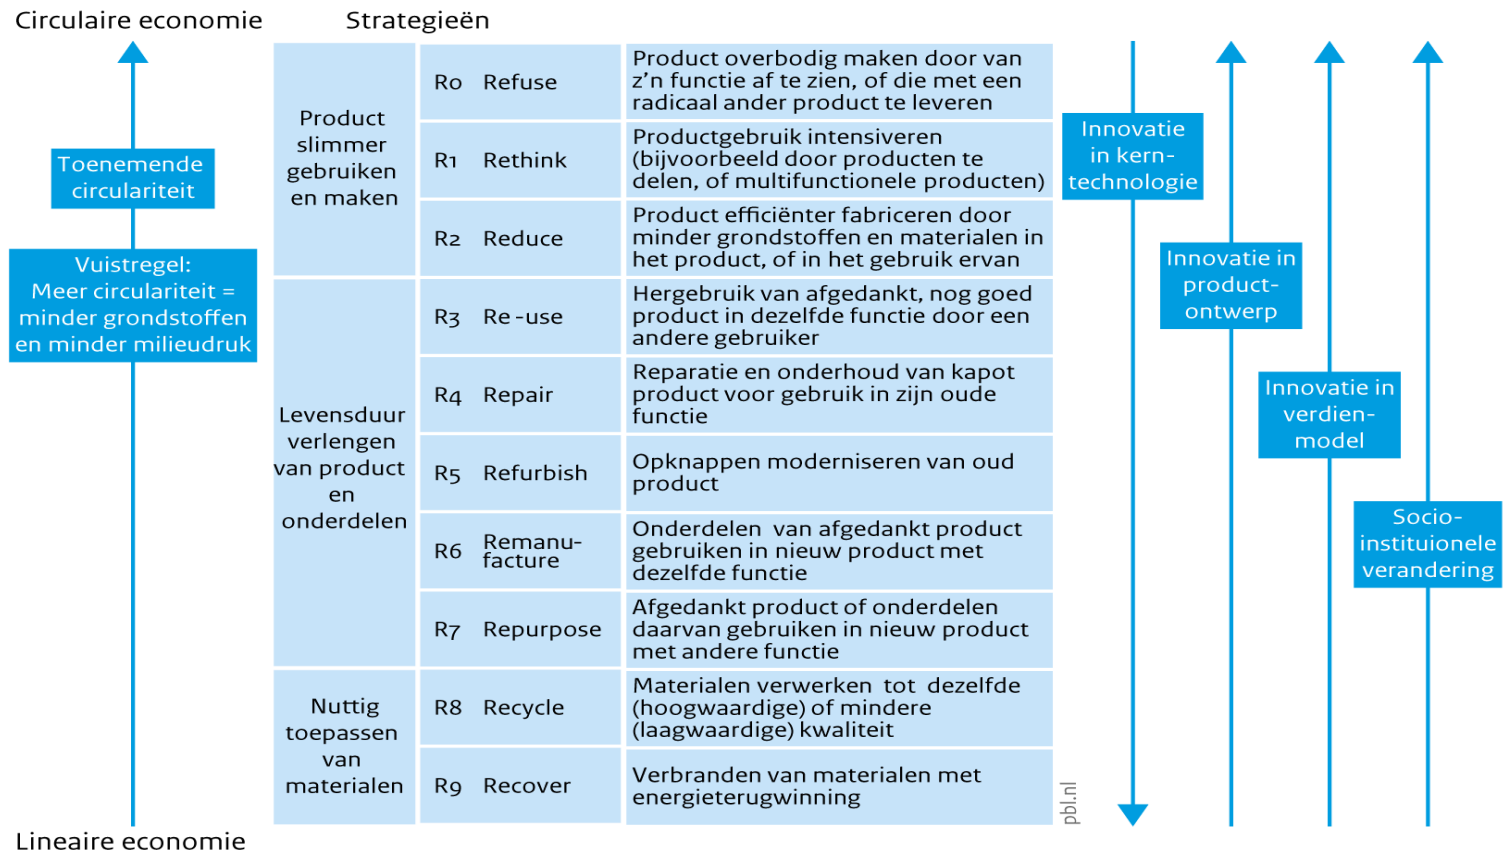 Circulaire economie
Strategieën
Toenemende
circulariteit
Vuistregel:
Meer circulariteit =
minder grondstoffen
en minder milieudruk
Lineaire economie
Product
slimmer
gebruiken
en maken
R0 Refuse
Product overbodig maken door van
z’n functie af te zien, of die met een
radicaal ander product te leveren
R1 Rethink
Productgebruik intensiveren
(bijvoorbeeld door producten te
delen, of multifunctionele producten)
R2 Reduce
Product efficiënter fabriceren door
minder grondstoffen en materialen in
het product, of in het gebruik ervan
Levensduur
verlengen
van product
en
onderdelen
R3 Re-use
Hergebruik van afgedankt, nog goed
product in dezelfde functie door een
andere gebruiker
R4 Repair
Reparatie en onderhoud van kapot
product voor gebruik in zijn oude
functie
R5 Refurbish
Opknappen moderniseren van oud
product
R6 Remanu-
facture
Onderdelen van afgedankt product
gebruiken in nieuw product met
dezelfde functie
R7 Repurpose
Afgedankt product of onderdelen
daarvan gebruiken in nieuw product
met andere functie
Nuttig
toepassen
van
materialen
R8 Recycle
Materialen verwerken tot dezelfde
(hoogwaardige) of mindere
(laagwaardige) kwaliteit
R9 Recover
Verbranden van materialen met
energieterugwinning
pbl.nl
Innovatie
in kern-
technologie
Innovatie in
product-
ontwerp
Innovatie in
verdien-
model
Socio-
instituionele
verandering